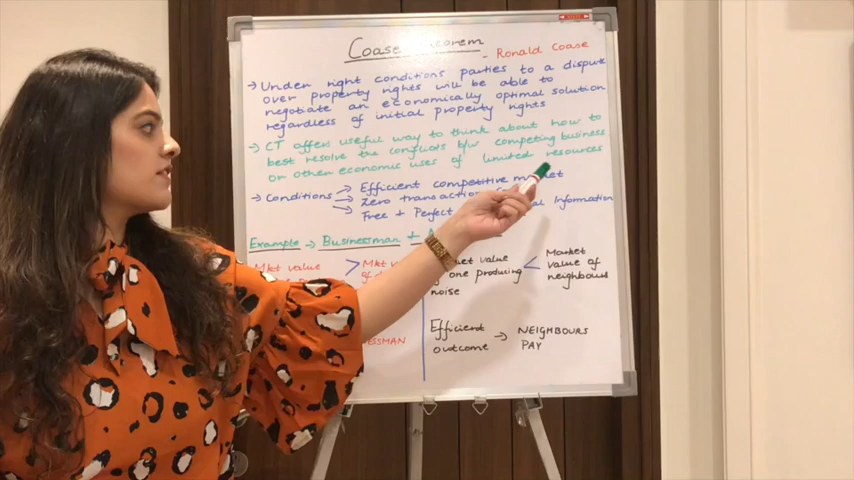 Coase Theorem
- Ronald Coase
→ Under right conditions parties to a dispute
over property rights will be able to
negotiate an economically optimal solution
regardless of initial property rights
→ CT offers useful way to think about how to
best resolve the conflicts b/w competing business
or other economic uses of limited resources
→ Conditions → Efficient competitive market
→ Zero transaction
→ Free + Perfect Information
Example → Businessman +
Mkt value > Mkt
value
of one producing
noise
< Market
value of
neighbours
Efficient
outcome → NEIGHBOURS
PAY